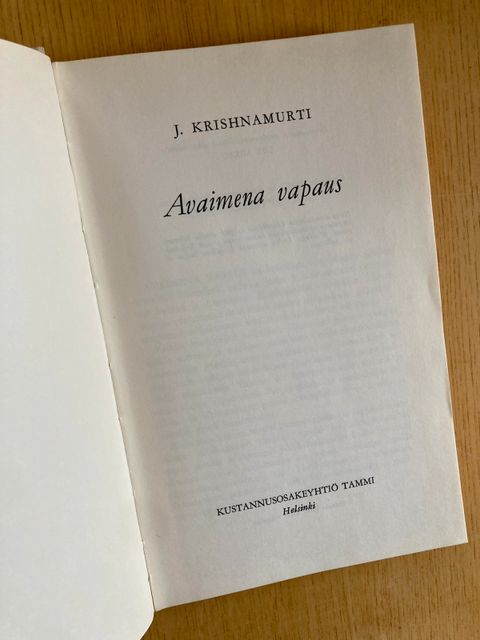 J. KRISHNAMURTI
Avaimena vapaus
KUSTANNUSOSAKEYHTIÖ TAMMI
Helsinki